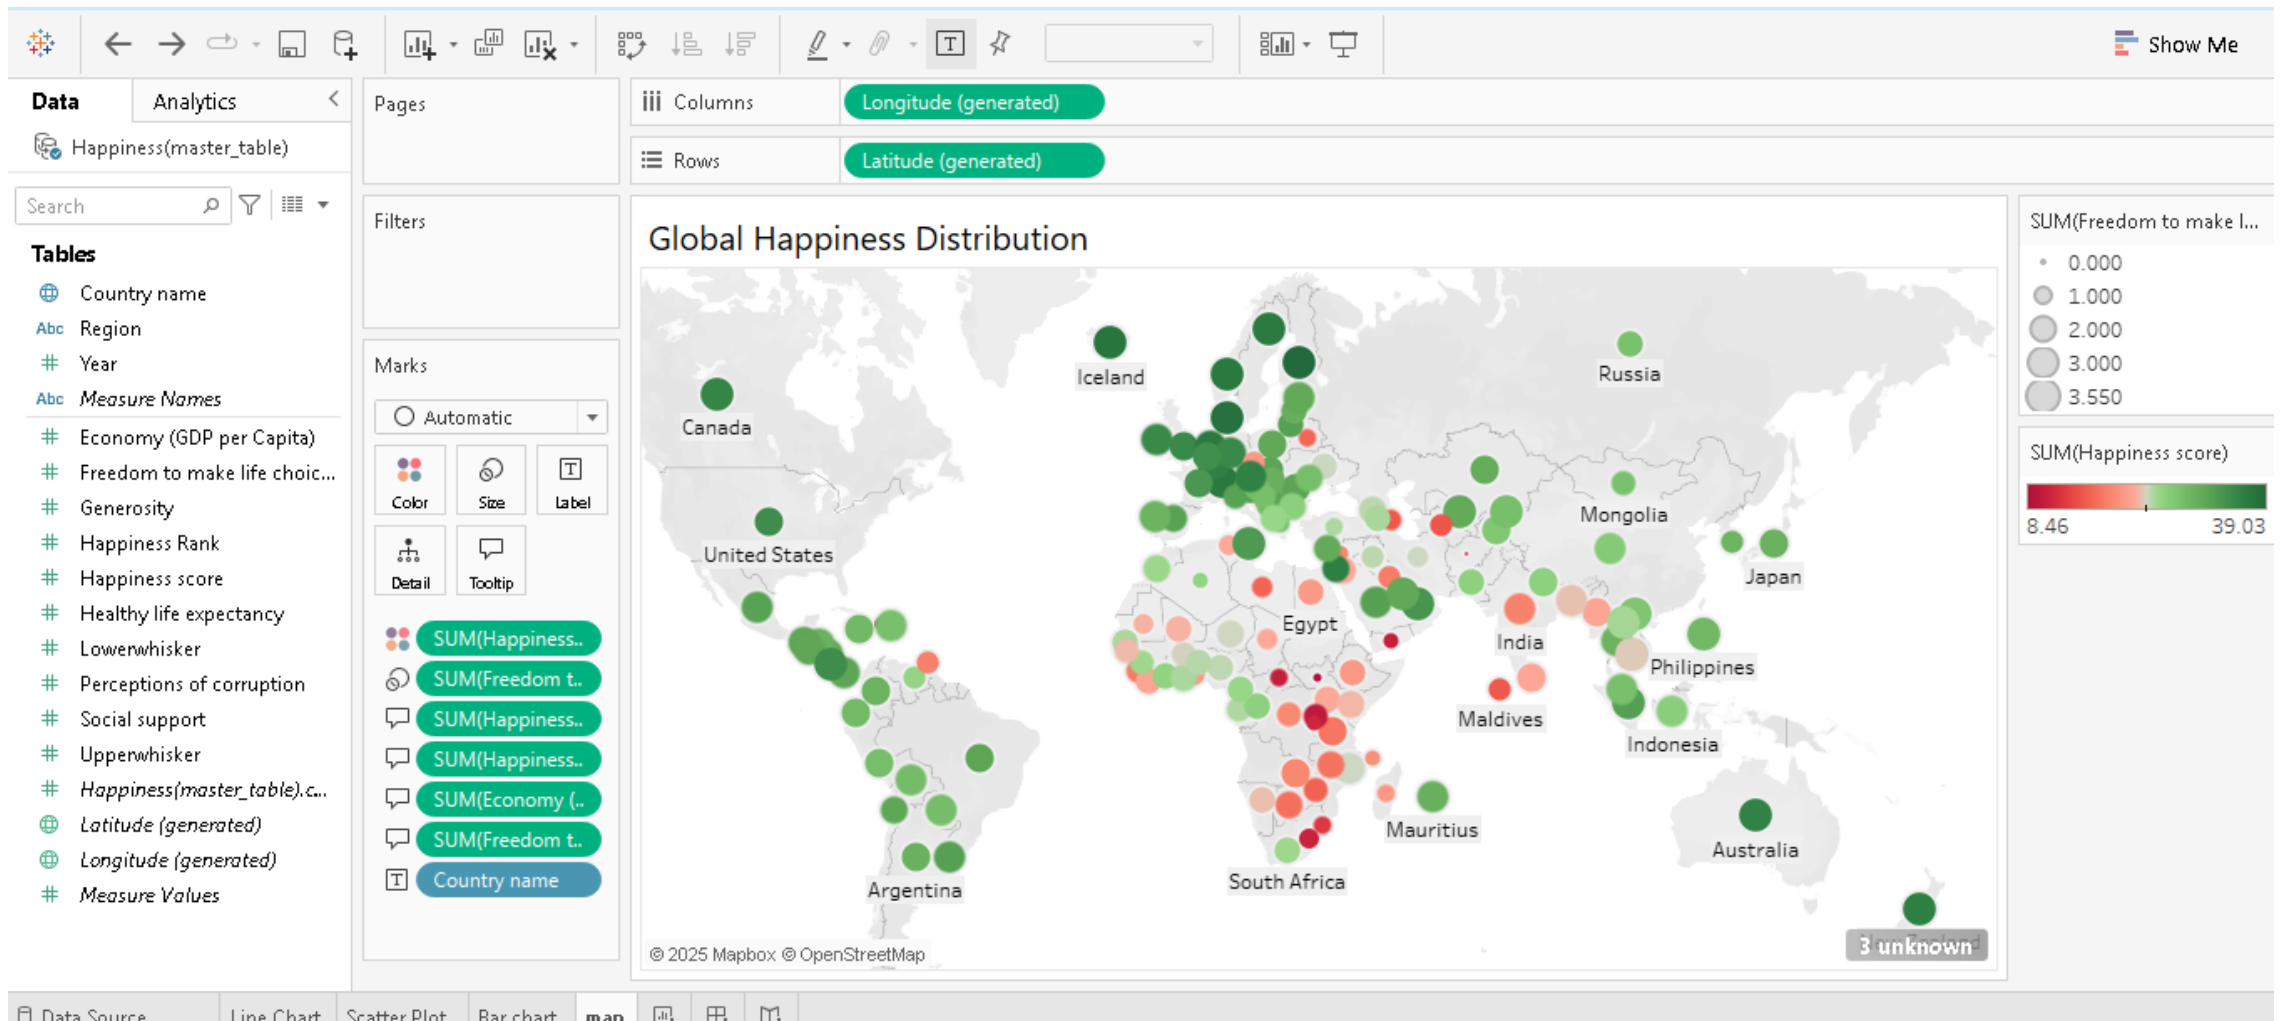 Show Me
Data
Analytics
Happiness(master_table)
Search
Tables
Country name
Abc Region
Year
Abc Measure Names
Economy (GDP per Capita)
Freedom to make life choic...
Generosity
Happiness Rank
Happiness score
Healthy life expectancy
Lowerwhisker
Perceptions of corruption
Social support
Upperwhisker
Happiness(master_table).c...
Latitude (generated)
Longitude (generated)
Measure Values
Pages
Filters
Marks
Automatic
Color
Size
Label
Detail
Tooltip
SUM(Happiness..
SUM(Freedom t..
SUM(Happiness..
SUM(Happiness..
SUM(Economy (..
SUM(Freedom t..
Country name
Columns
Longitude (generated)
Rows
Latitude (generated)
Global Happiness Distribution
Iceland
Russia
Canada
Mongolia
United States
Japan
Egypt
India
Philippines
Maldives
Indonesia
Mauritius
Australia
South Africa
Argentina
3 unknown
© 2025 Mapbox © OpenStreetMap
SUM(Freedom to make l...
0.000
1.000
2.000
3.000
3.550
SUM(Happiness score)
8.46
39.03
Data Source
Line Chart
Scatter Plot
Bar chart
map